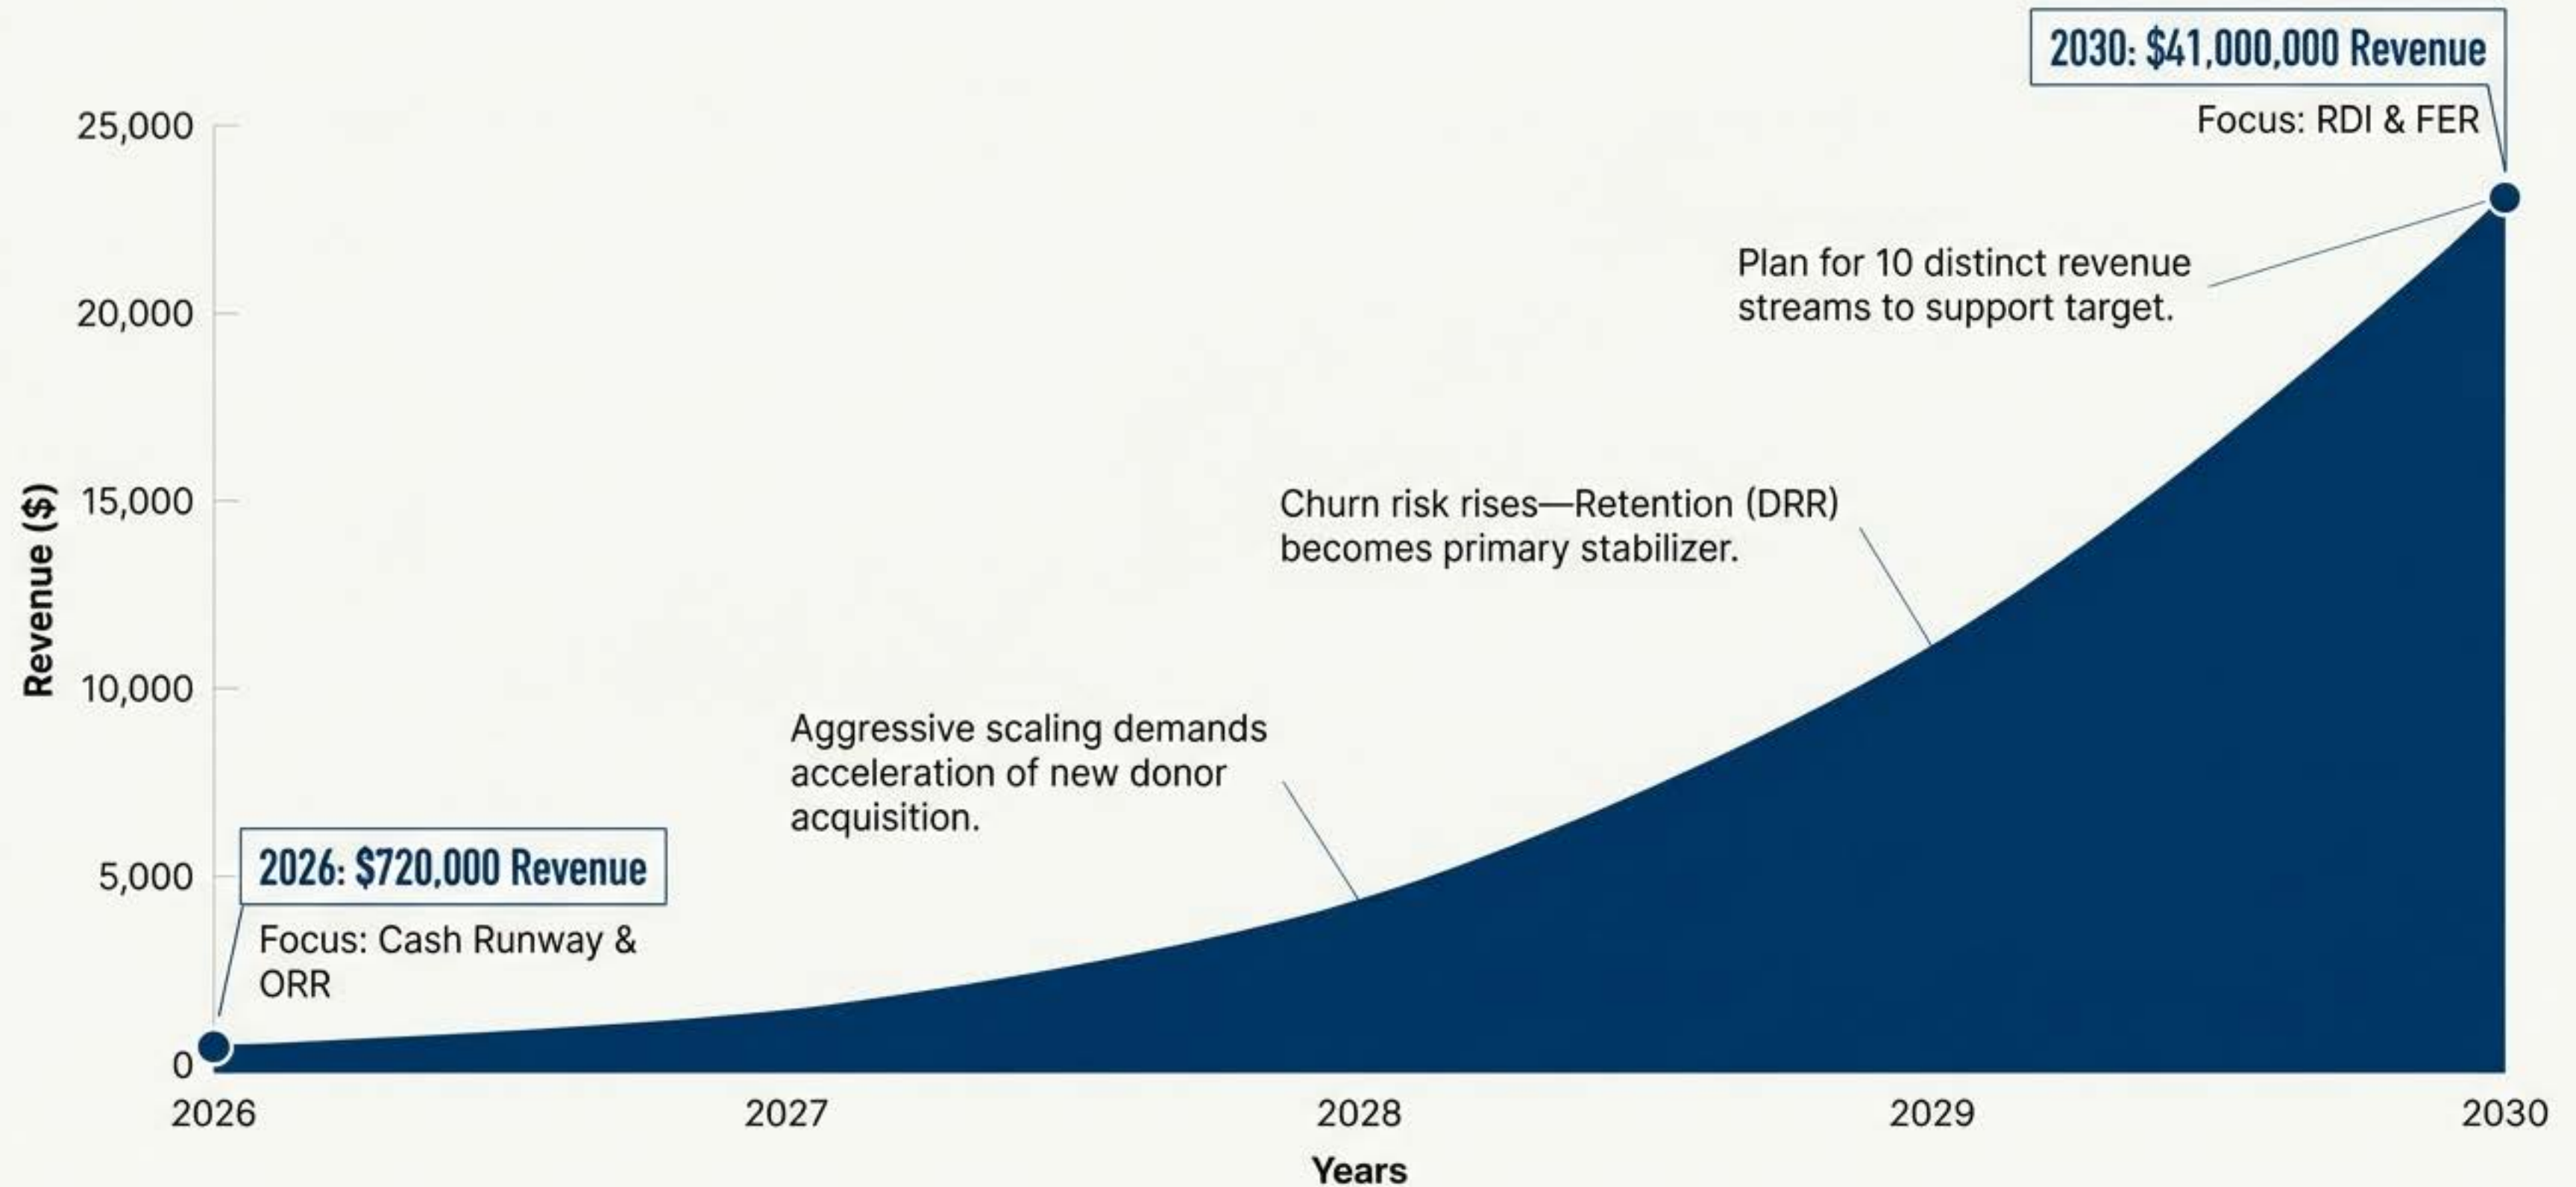 2030: $41,000,000 Revenue
Focus: RDI & FER
25,000
20,000
15,000
10,000
5,000
0
Revenue ($)
Plan for 10 distinct revenue
streams to support target.
Churn risk rises—Retention (DRR)
becomes primary stabilizer.
Aggressive scaling demands
acceleration of new donor
acquisition.
2026: $720,000 Revenue
Focus: Cash Runway &
ORR
2026
2027
2028
2029
2030
Years